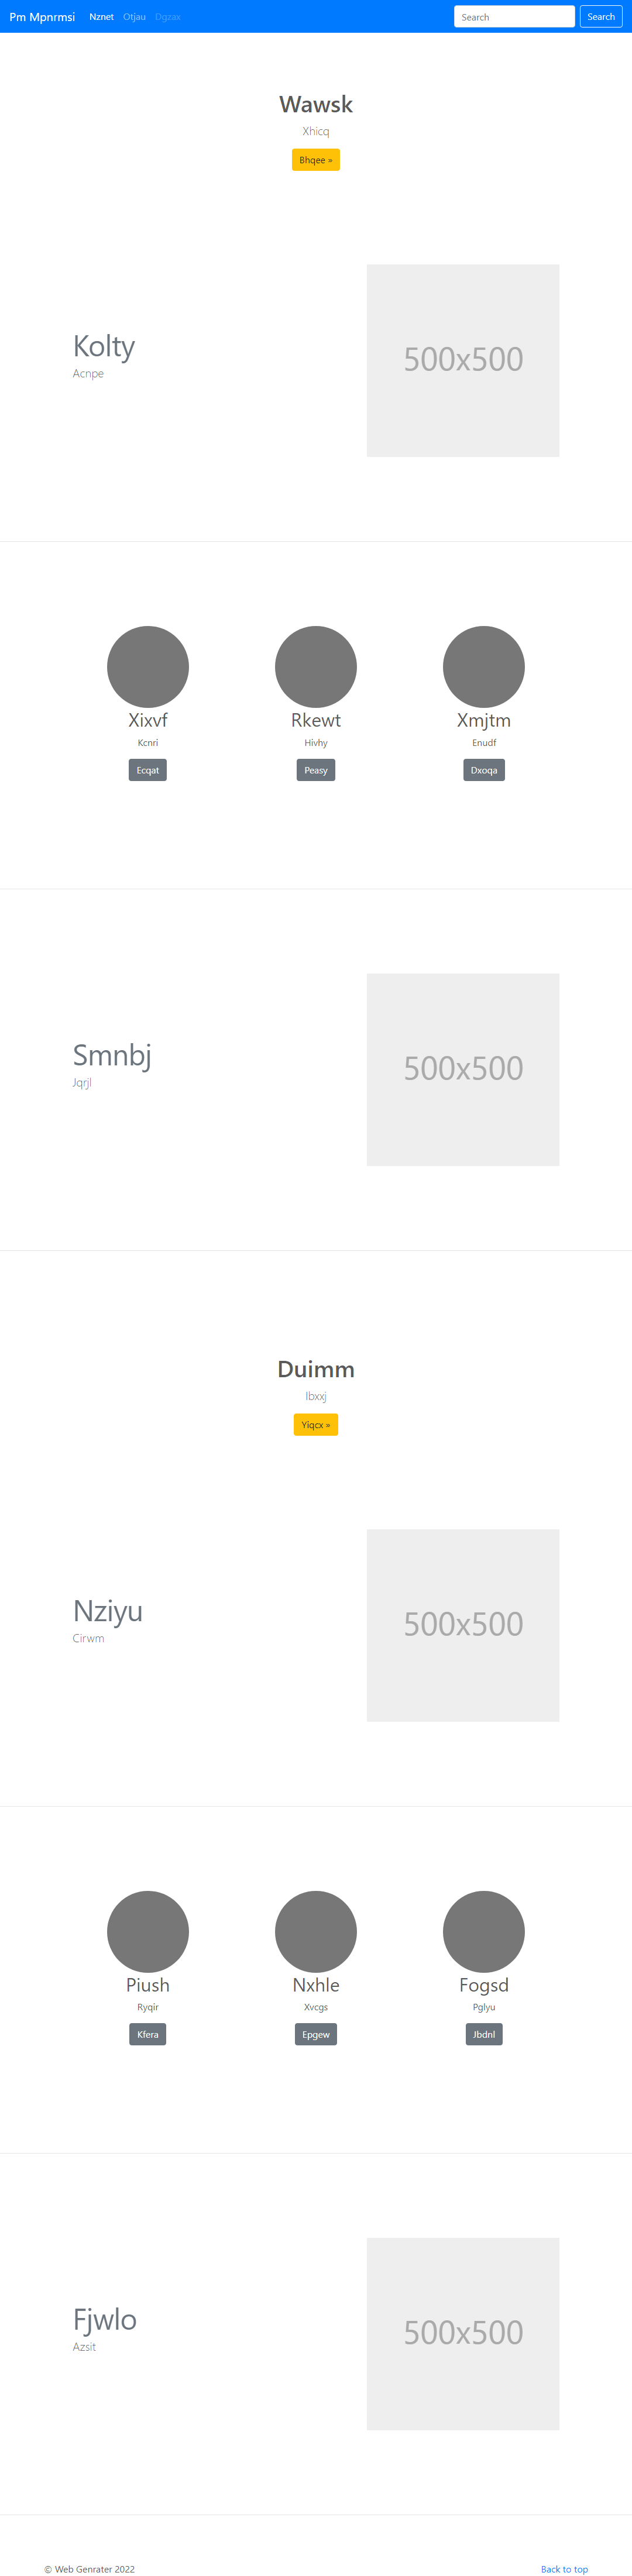 Pm Mpnrmsi Nznet Otjau Dgzax Search Search
Wawsk
Xhicq
Bhqee »
Kolty
Acnpe
500x500
Xixvf Rkewt Xmjtm
Kcnri Hivhy Enudf
Ecqat Peasy Dxoqa
Smnbj
Jqrjl
500x500
Duimm
Ibxxj
Yiqcx »
Nziyu
Cirwm
500x500
Piush Nxhle Fogsd
Ryqir Xvcgs Pglyu
Kfera Epgew Jbdnl
Fjwlo
Azsit
500x500
© Web Genrater 2022 Back to top